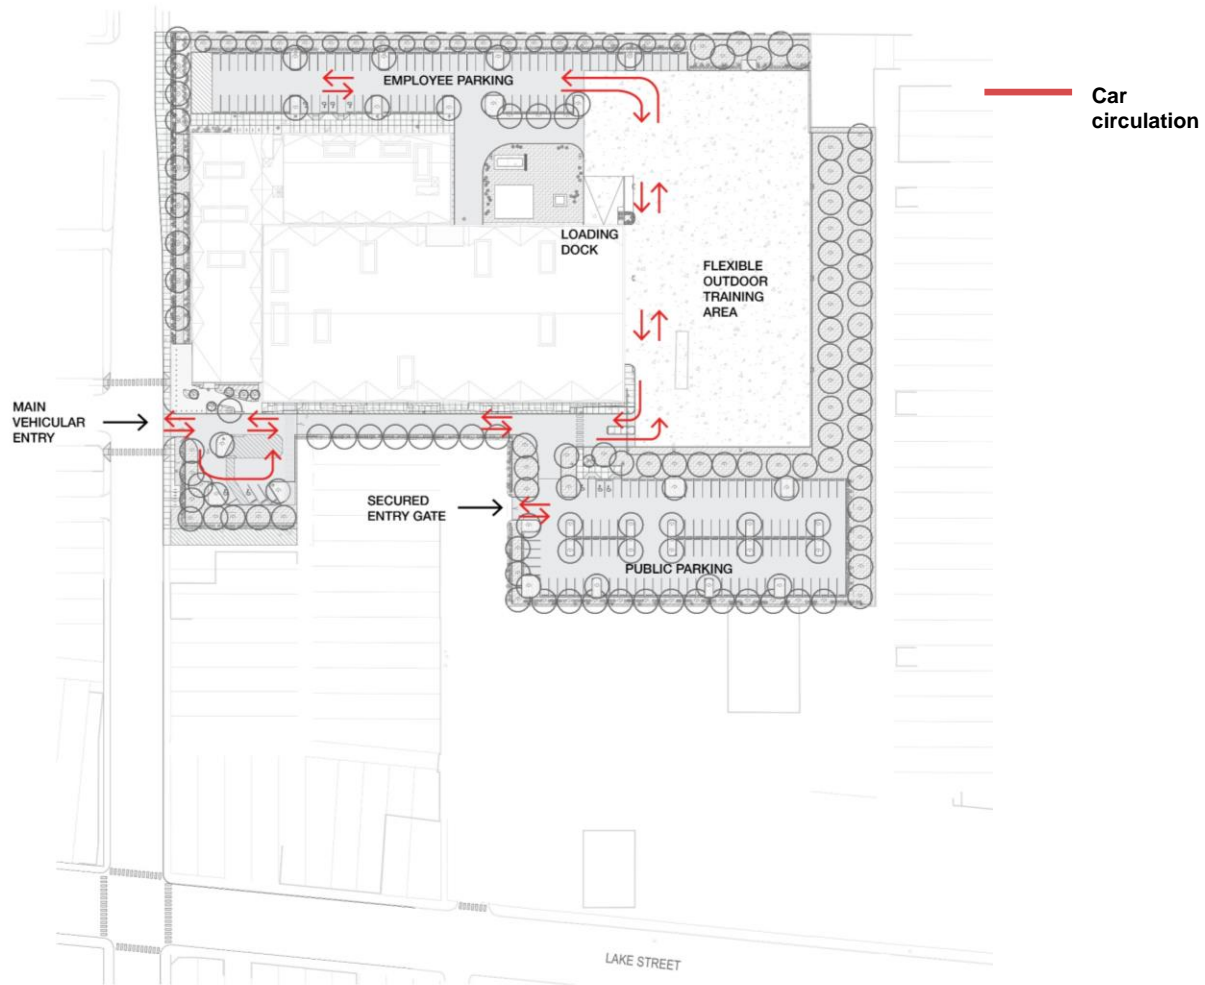 EMPLOYEE PARKING
Car
circulation
LOADING
DOCK
FLEXIBLE
OUTDOOR
TRAINING
AREA
MAIN
VEHICULAR
ENTRY
SECURED
ENTRY GATE
PUBLIC PARKING
LAKE STREET